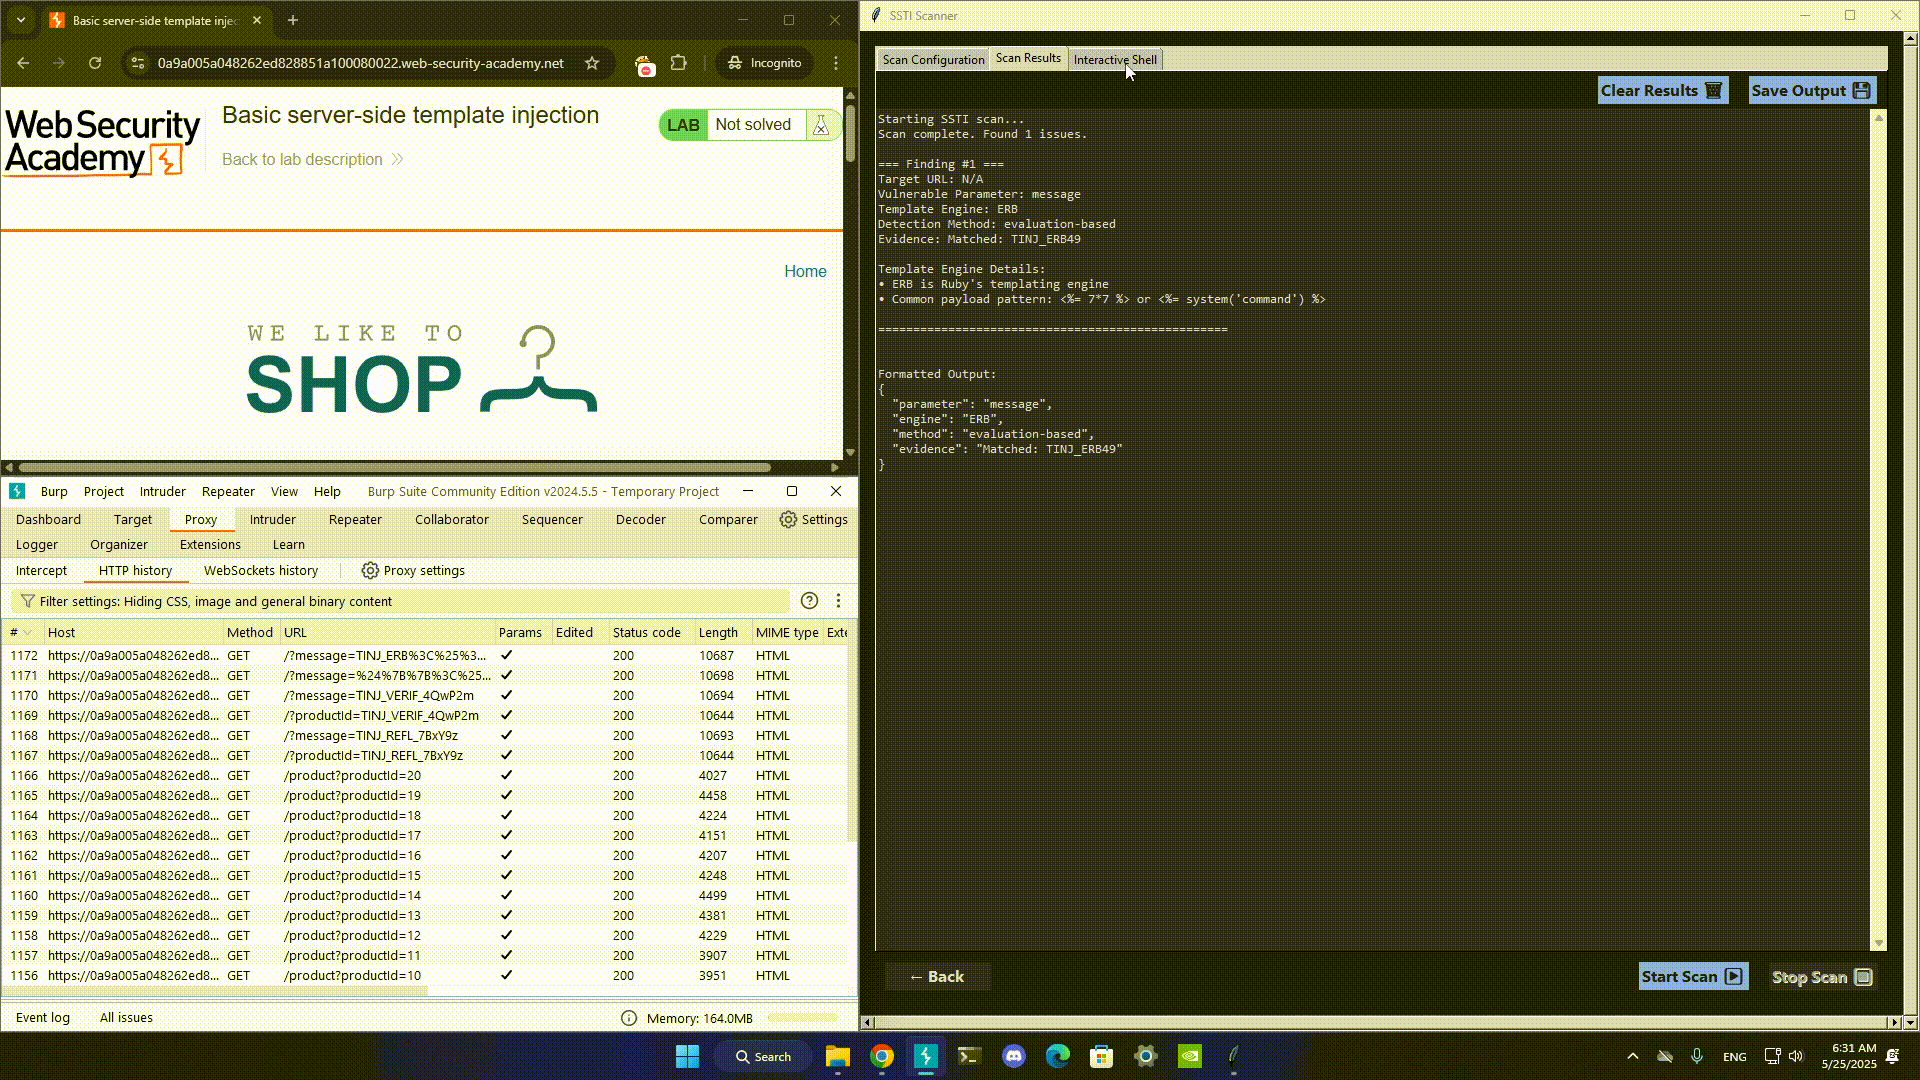 Basic server-side template injec
0a9a005a048262ed828851a100080022.web-security-academy.net
Incognito
WebSecurity
Academy
Basic server-side template injection
Back to lab description
LAB
Not solved
Home
WE LIKE TO
SHOP
Burp Project Intruder Repeater View Help Burp Suite Community Edition v2024.5.5 - Temporary Project
Dashboard Target Proxy Intruder Repeater Collaborator Sequencer Decoder Comparer Settings
Logger Organizer Extensions Learn
Intercept HTTP history WebSockets history Proxy settings
Filter settings: Hiding CSS, image and general binary content
# Host Method URL Params Edited Status code Length MIME type Exte
1172 https://0a9a005a048262ed8... GET /?message=TINJ_ERB%3C%25%3... ✓ 200 10687 HTML
1171 https://0a9a005a048262ed8... GET /?message=%24%7B%7B%3C%25... ✓ 200 10698 HTML
1170 https://0a9a005a048262ed8... GET /?message=TINJ_VERIF_4QwP2m ✓ 200 10694 HTML
1169 https://0a9a005a048262ed8... GET /?productId=TINJ_VERIF_4QwP2m ✓ 200 10644 HTML
1168 https://0a9a005a048262ed8... GET /?message=TINJ_REFL_7BxY9z ✓ 200 10693 HTML
1167 https://0a9a005a048262ed8... GET /?productId=TINJ_REFL_7BxY9z ✓ 200 10644 HTML
1166 https://0a9a005a048262ed8... GET /product?productId=20 ✓ 200 4027 HTML
1165 https://0a9a005a048262ed8... GET /product?productId=19 ✓ 200 4458 HTML
1164 https://0a9a005a048262ed8... GET /product?productId=18 ✓ 200 4224 HTML
1163 https://0a9a005a048262ed8... GET /product?productId=17 ✓ 200 4151 HTML
1162 https://0a9a005a048262ed8... GET /product?productId=16 ✓ 200 4207 HTML
1161 https://0a9a005a048262ed8... GET /product?productId=15 ✓ 200 4248 HTML
1160 https://0a9a005a048262ed8... GET /product?productId=14 ✓ 200 4499 HTML
1159 https://0a9a005a048262ed8... GET /product?productId=13 ✓ 200 4381 HTML
1158 https://0a9a005a048262ed8... GET /product?productId=12 ✓ 200 4229 HTML
1157 https://0a9a005a048262ed8... GET /product?productId=11 ✓ 200 3907 HTML
1156 https://0a9a005a048262ed8... GET /product?productId=10 ✓ 200 3951 HTML
Event log All issues Memory: 164.0MB
SSTI Scanner
Scan Configuration Scan Results Interactive Shell
Clear Results Save Output
Starting SSTI scan...
Scan complete. Found 1 issues.
=== Finding #1 ===
Target URL: N/A
Vulnerable Parameter: message
Template Engine: ERB
Detection Method: evaluation-based
Evidence: Matched: TINJ_ERB49
Template Engine Details:
• ERB is Ruby's templating engine
• Common payload pattern: <%= 7*7 %> or <%= system('command') %>
==================================================
Formatted Output:
{
"parameter": "message",
"engine": "ERB",
"method": "evaluation-based",
"evidence": "Matched: TINJ_ERB49"
}
← Back Start Scan Stop Scan
Search
ENG
6:31 AM
5/25/2025